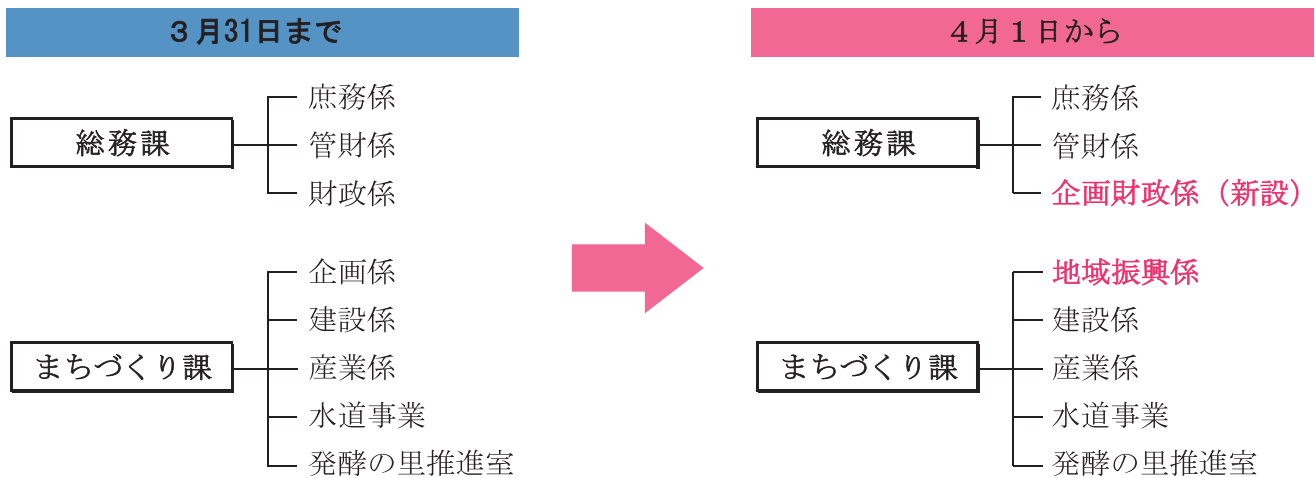 ３月31日まで
総務課
庶務係
管財係
財政係
まちづくり課
企画係
建設係
産業係
水道事業
発酵の里推進室
４月１日から
総務課
庶務係
管財係
企画財政係（新設）
まちづくり課
地域振興係
建設係
産業係
水道事業
発酵の里推進室